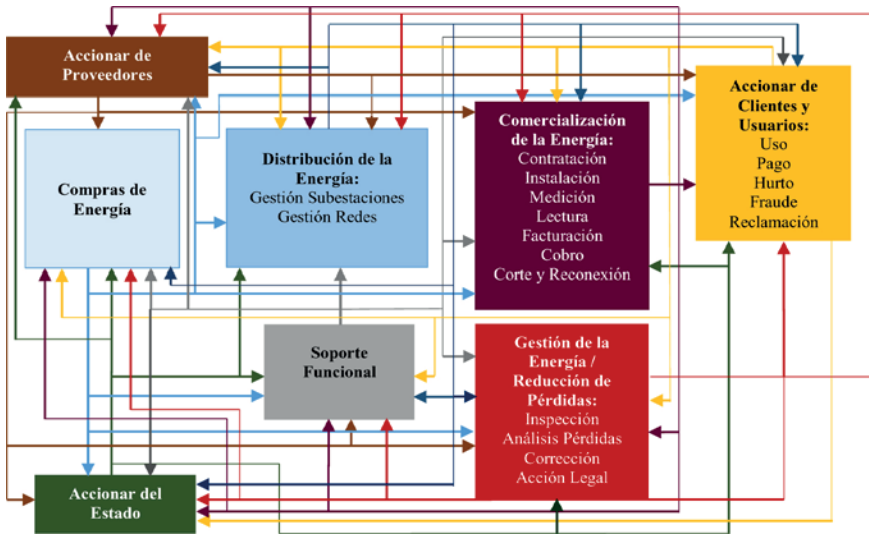 Accionar de
Proveedores
Compras de
Energía
Distribución de la
Energía:
Gestión Subestaciones
Gestión Redes
Comercialización
de la Energía:
Contratación
Instalación
Medición
Lectura
Facturación
Cobro
Corte y Reconexión
Accionar de
Clientes y
Usuarios:
Uso
Pago
Hurto
Fraude
Reclamación
Soporte
Funcional
Gestión de la
Energía /
Reducción de
Pérdidas:
Inspección
Análisis Pérdidas
Corrección
Acción Legal
Accionar del
Estado